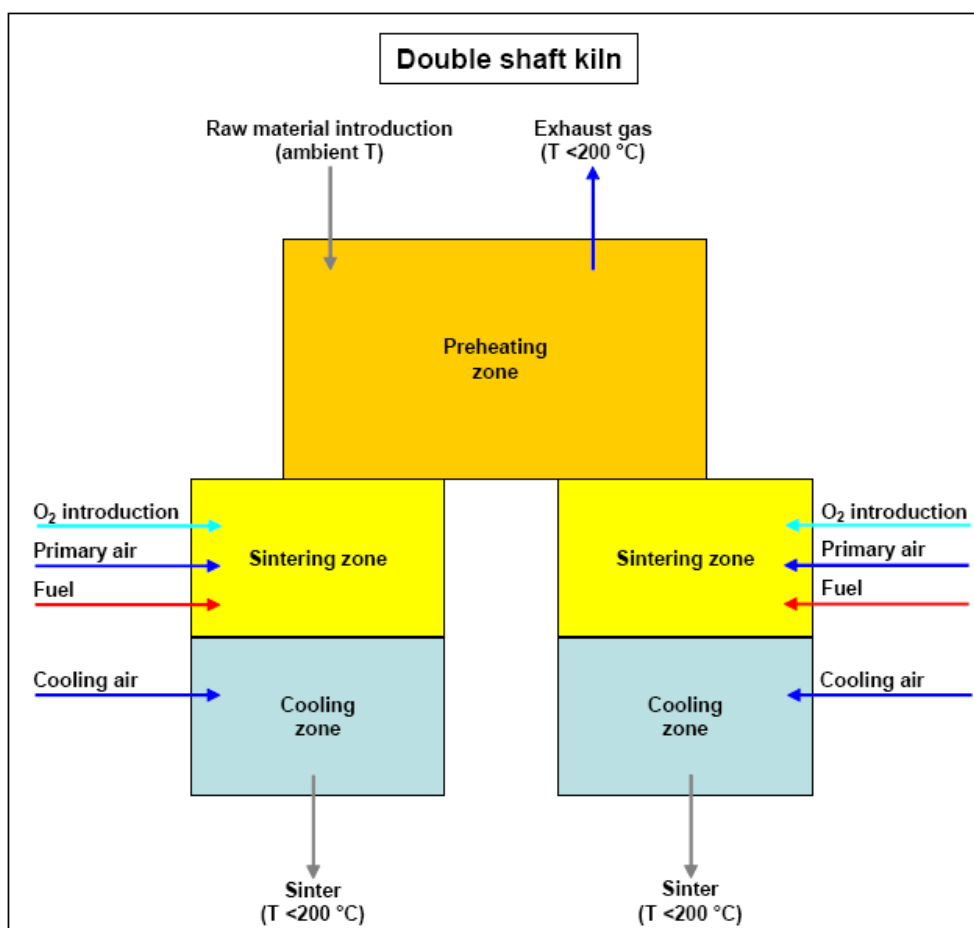 Double shaft kiln
Raw material introduction
(ambient T)
Exhaust gas
(T <200 °C)
Preheating
zone
O₂ introduction
Primary air
Fuel
Sintering zone
Sintering zone
O₂ introduction
Primary air
Fuel
Cooling air
Cooling
zone
Cooling
zone
Cooling air
Sinter
(T <200 °C)
Sinter
(T <200 °C)